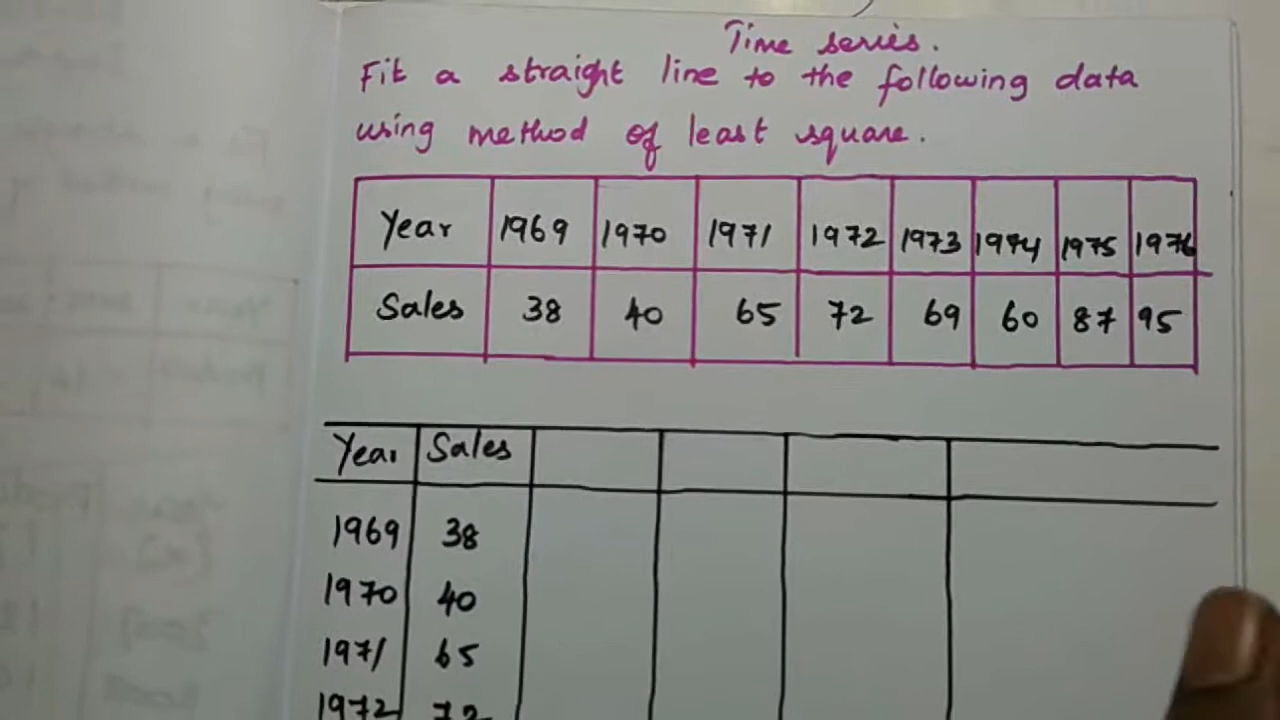 Time series.
Fit a straight line to the following data
using method of least square.
Year 1969 1970 1971 1972 1973 1974 1975 1976
Sales 38 40 65 72 69 60 87 95
Year Sales
1969 38
1970 40
1971 65
1972 72